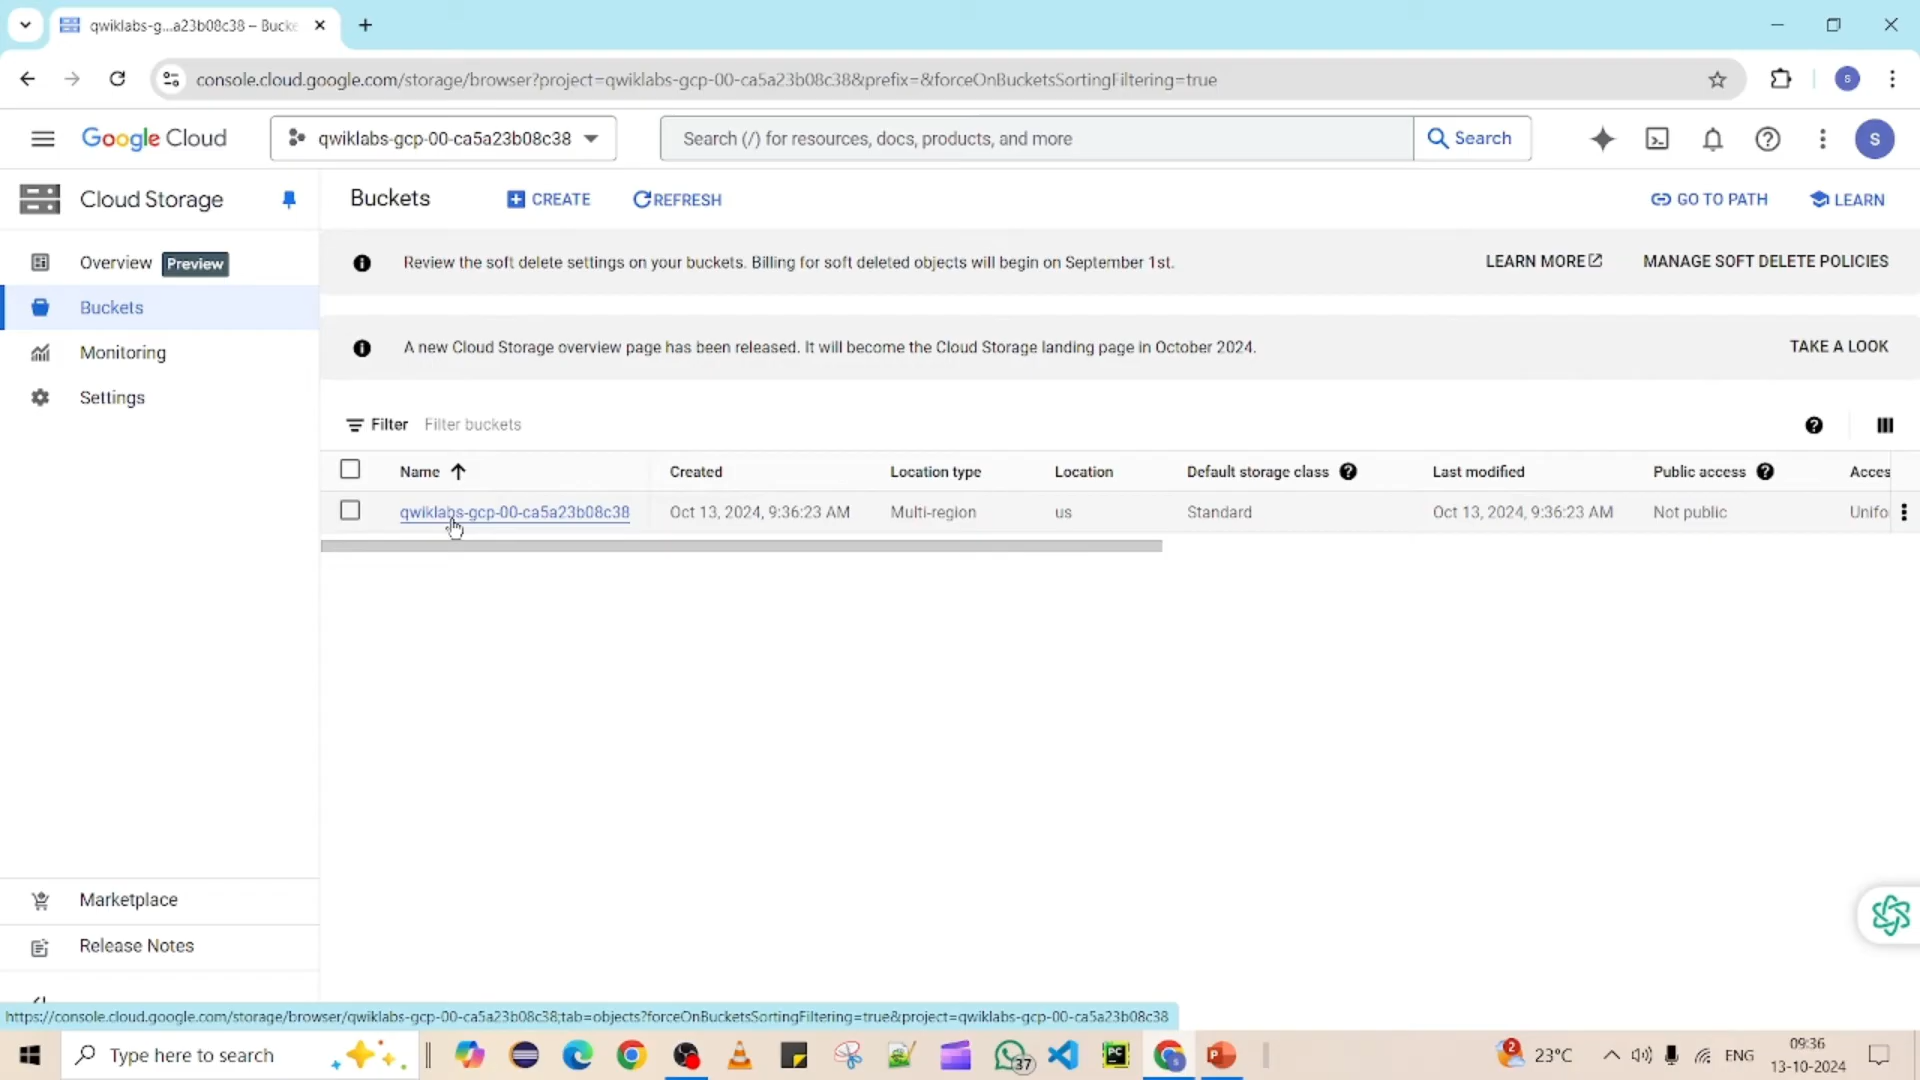 qwiklabs-g...a23b08c38 – Bucke
console.cloud.google.com/storage/browser?project=qwiklabs-gcp-00-ca5a23b08c38&prefix=&forceOnBucketsSortingFiltering=true
S
Google Cloud
qwiklabs-gcp-00-ca5a23b08c38
Search (/) for resources, docs, products, and more
Search
S
Cloud Storage
Buckets
CREATE
REFRESH
GO TO PATH
LEARN
Overview Preview
Buckets
Monitoring
Settings
Review the soft delete settings on your buckets. Billing for soft deleted objects will begin on September 1st.
LEARN MORE
MANAGE SOFT DELETE POLICIES
A new Cloud Storage overview page has been released. It will become the Cloud Storage landing page in October 2024.
TAKE A LOOK
Filter Filter buckets
Name Created Location type Location Default storage class Last modified Public access Acces
qwiklabs-gcp-00-ca5a23b08c38 Oct 13, 2024, 9:36:23 AM Multi-region us Standard Oct 13, 2024, 9:36:23 AM Not public Unifo
Marketplace
Release Notes
https://console.cloud.google.com/storage/browser/qwiklabs-gcp-00-ca5a23b08c38;tab=objects?forceOnBucketsSortingFiltering=true&project=qwiklabs-gcp-00-ca5a23b08c38
Type here to search
37
PC
P
2
23°C
ENG
09:36
13-10-2024